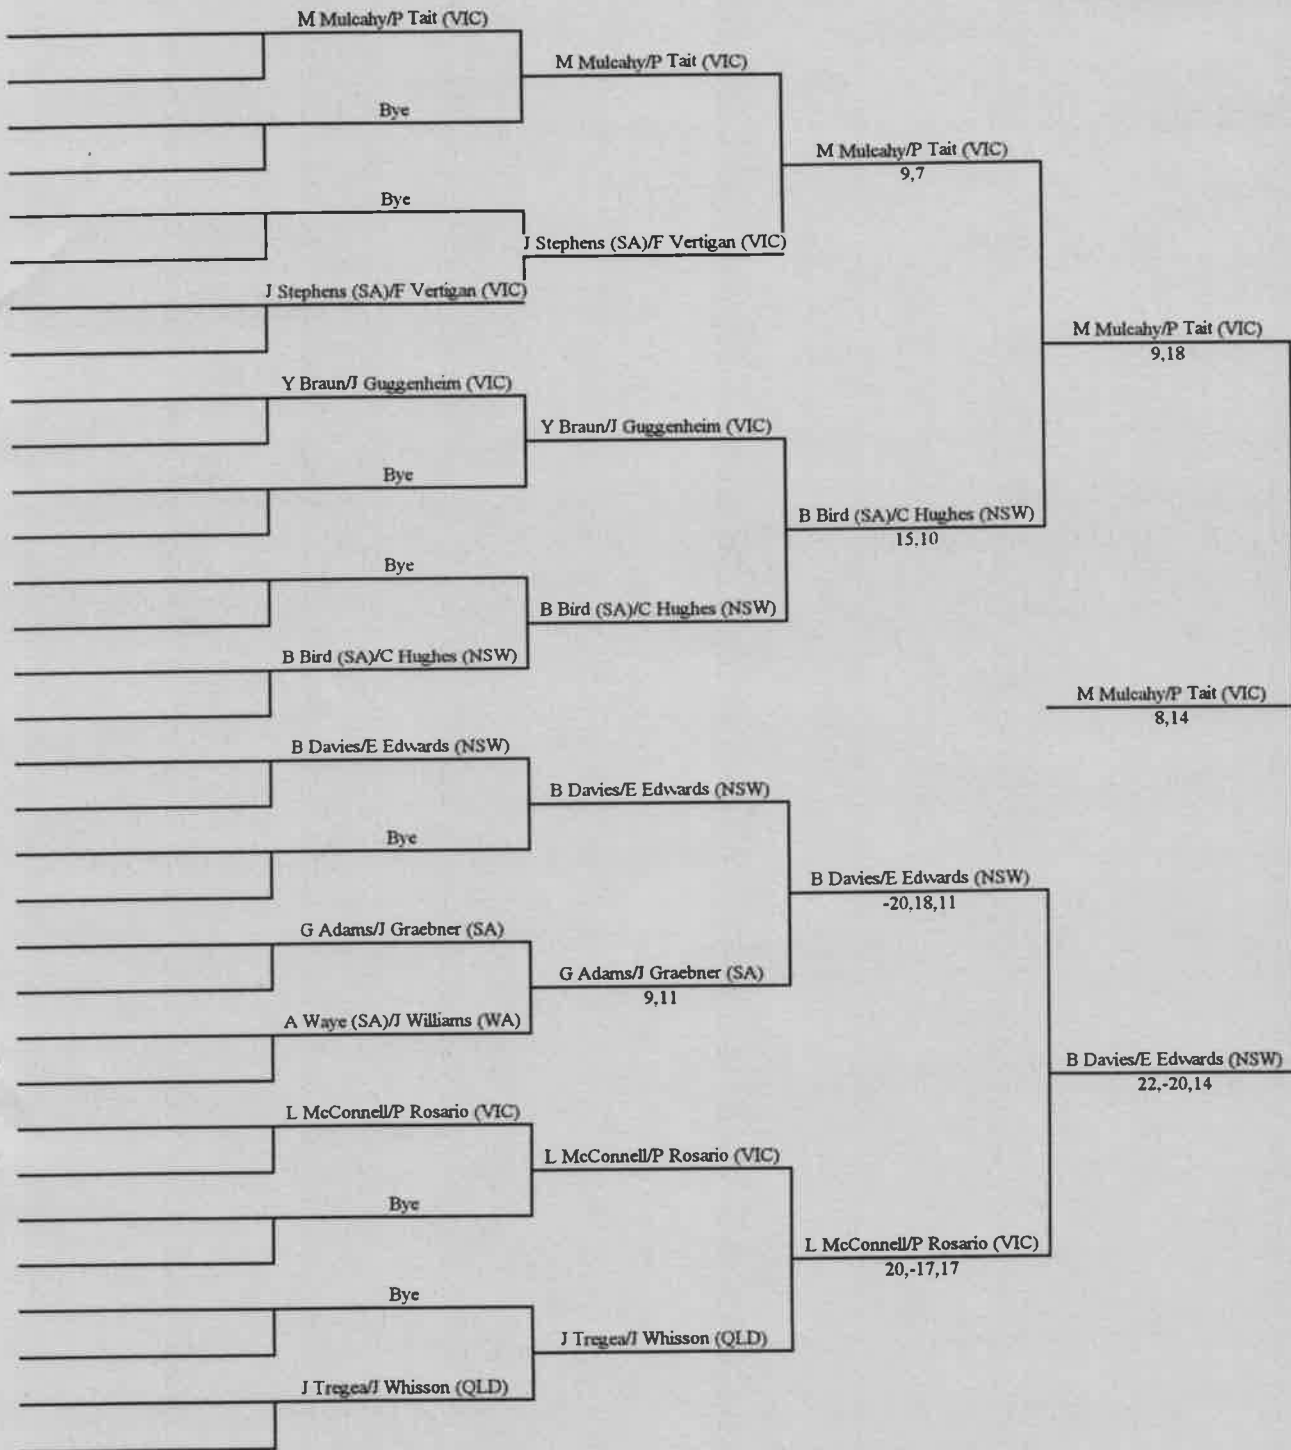 M Mulcahy/P Tait (VIC)
M Mulcahy/P Tait (VIC)
Bye
M Mulcahy/P Tait (VIC)
9,7
Bye
J Stephens (SA)/F Vertigan (VIC)
J Stephens (SA)/F Vertigan (VIC)
M Mulcahy/P Tait (VIC)
9,18
Y Braun/J Guggenheim (VIC)
Y Braun/J Guggenheim (VIC)
Bye
B Bird (SA)/C Hughes (NSW)
15,10
Bye
B Bird (SA)/C Hughes (NSW)
B Bird (SA)/C Hughes (NSW)
M Mulcahy/P Tait (VIC)
8,14
B Davies/E Edwards (NSW)
B Davies/E Edwards (NSW)
Bye
B Davies/E Edwards (NSW)
-20,18,11
G Adams/J Graebner (SA)
G Adams/J Graebner (SA)
9,11
A Waye (SA)/J Williams (WA)
B Davies/E Edwards (NSW)
22,-20,14
L McConnell/P Rosario (VIC)
L McConnell/P Rosario (VIC)
Bye
L McConnell/P Rosario (VIC)
20,-17,17
Bye
J Tregea/J Whisson (QLD)
J Tregea/J Whisson (QLD)